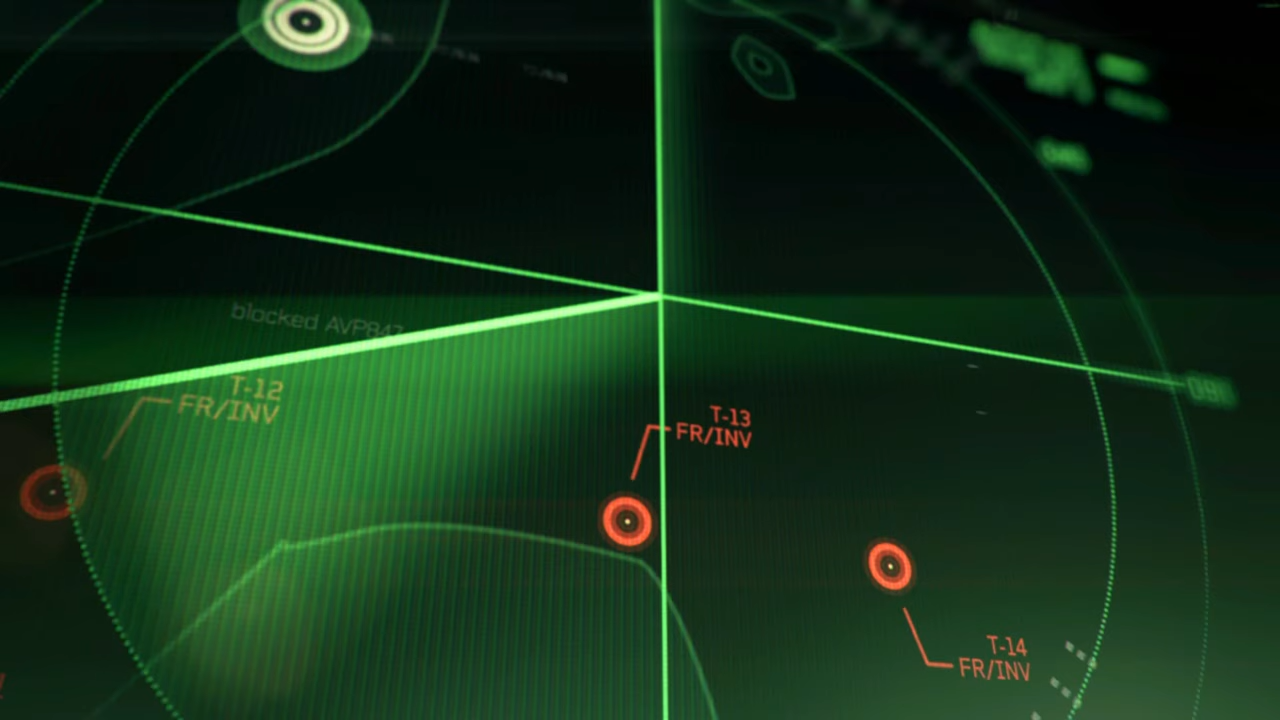 blocked AVP847
T-12
FR/INV
T-13
FR/INV
T-14
FR/INV